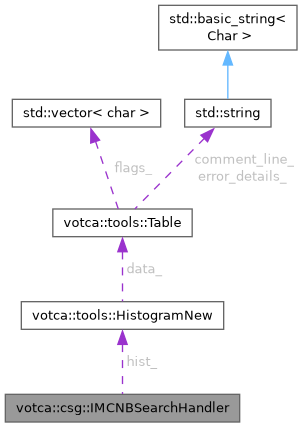 std::basic_string<
Char >
std::vector< char >
std::string
flags_
comment_line_
error_details_
votca::tools::Table
data_
votca::tools::HistogramNew
hist_
votca::csg::IMCNBSearchHandler